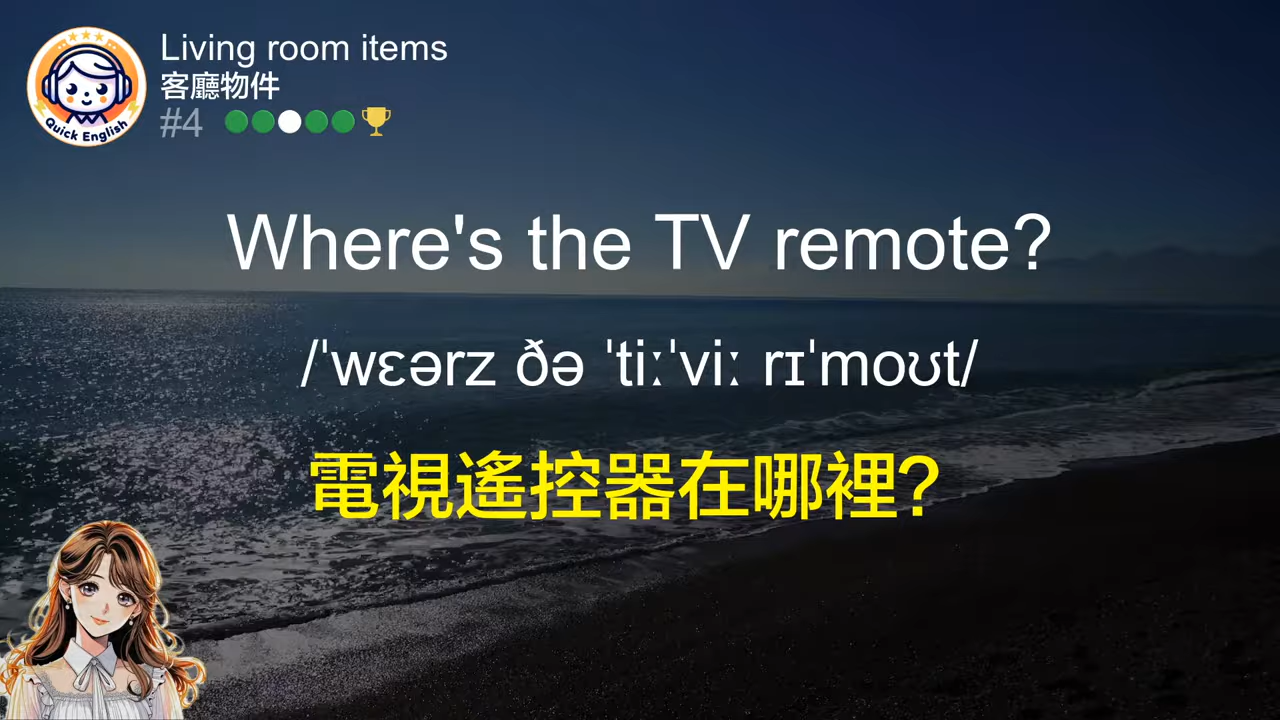 Quick English
Living room items
客廳物件
#4
Where's the TV remote?
/ˈwɛərz ðə ˈtiːˈviː rɪˈmoʊt/
電視遙控器在哪裡?